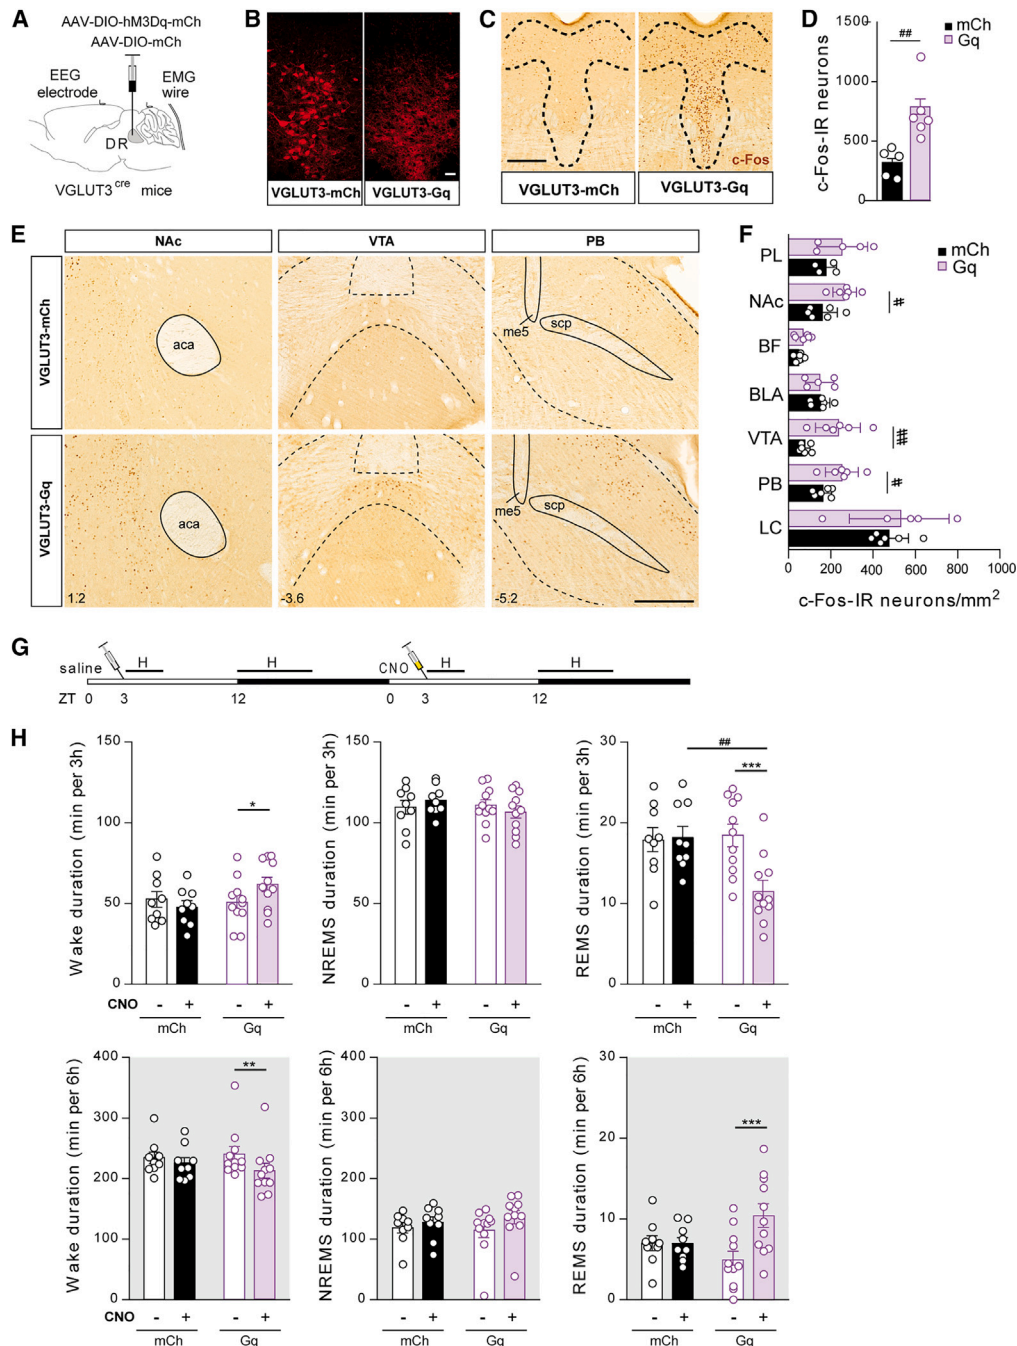 A
AAV-DIO-hM3Dq-mCh
AAV-DIO-mCh
EEG
electrode
EMG
wire
DR
VGLUT3cre mice
B
VGLUT3-mCh
VGLUT3-Gq
C
c-Fos
VGLUT3-mCh
VGLUT3-Gq
D
mCh
Gq
##
c-Fos-IR neurons
1500
1000
500
0
E
NAc
VTA
PB
VGLUT3-mCh
aca
me5
scp
VGLUT3-Gq
aca
me5
scp
1.2
-3.6
-5.2
F
mCh
Gq
PL
NAc
#
BF
BLA
VTA
###
PB
#
LC
0
200
400
600
800
1000
c-Fos-IR neurons/mm2
G
saline
H
H
CNO
H
H
ZT
0
3
12
0
3
12
H
Wake duration (min per 3h)
150
100
50
0
*
CNO
-
+
-
+
mCh
Gq
NREMS duration (min per 3h)
150
100
50
0
-
+
-
+
mCh
Gq
REMS duration (min per 3h)
30
20
10
0
##
***
-
+
-
+
mCh
Gq
Wake duration (min per 6h)
400
300
200
100
0
**
CNO
-
+
-
+
mCh
Gq
NREMS duration (min per 6h)
400
300
200
100
0
-
+
-
+
mCh
Gq
REMS duration (min per 6h)
30
20
10
0
***
-
+
-
+
mCh
Gq